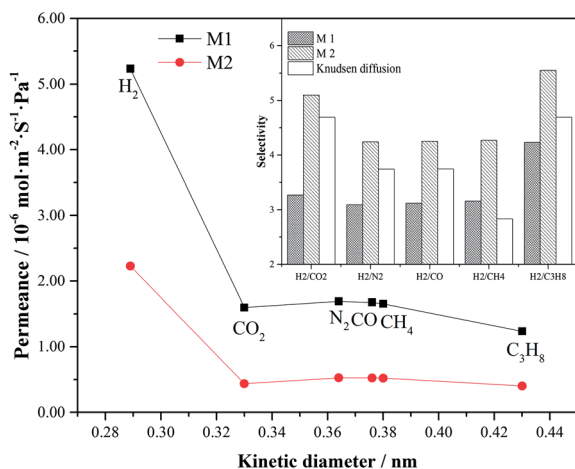 6.00
5.00
4.00
3.00
2.00
1.00
0.00
Permeance / 10⁻⁶ mol·m⁻²·S⁻¹·Pa⁻¹
M1
M2
H₂
CO₂
N₂
CO
CH₄
C₃H₈
0.28
0.30
0.32
0.34
0.36
0.38
0.40
0.42
0.44
Kinetic diameter / nm
M 1
M 2
Knudsen diffusion
6
5
4
3
2
Selectivity
H2/CO2
H2/N2
H2/CO
H2/CH4
H2/C3H8